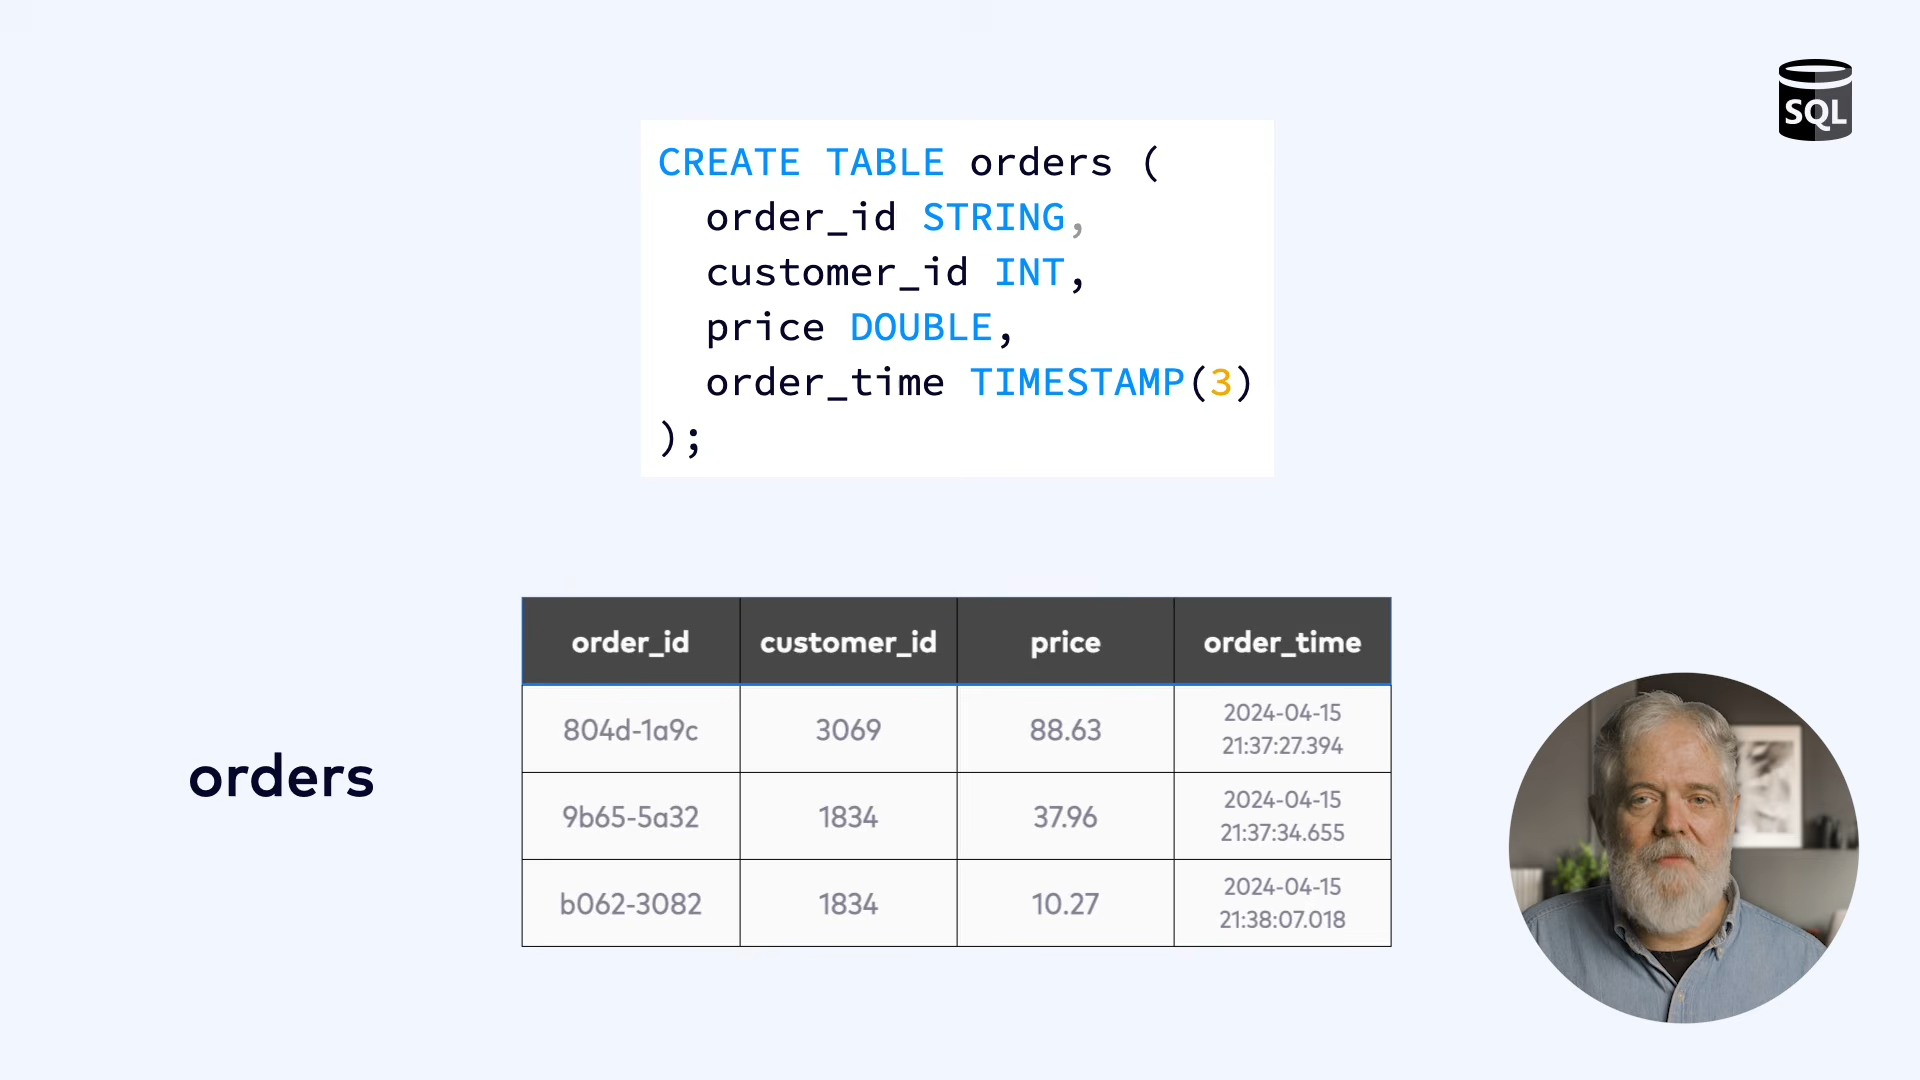 SQL
CREATE TABLE orders (
order_id STRING,
customer_id INT,
price DOUBLE,
order_time TIMESTAMP(3)
);
orders
order_id customer_id price order_time
804d-1a9c 3069 88.63 2024-04-15
21:37:27.394
9b65-5a32 1834 37.96 2024-04-15
21:37:34.655
b062-3082 1834 10.27 2024-04-15
21:38:07.018